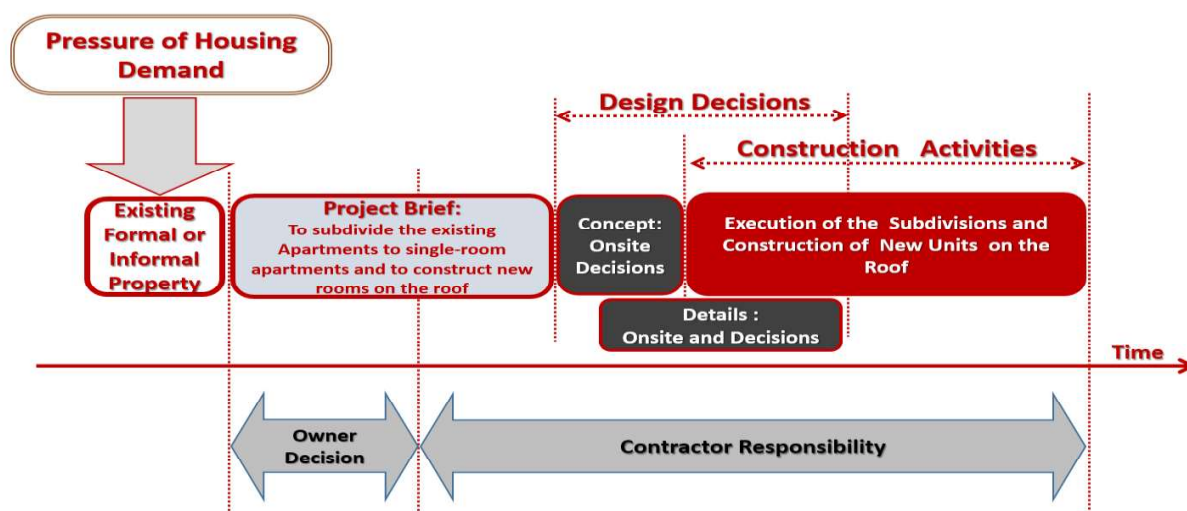 Pressure of Housing
Demand
Design Decisions
Construction Activities
Existing
Formal or
Informal
Property
Project Brief:
To subdivide the existing
Apartments to single-room
apartments and to construct new
rooms on the roof
Concept:
Onsite
Decisions
Execution of the Subdivisions and
Construction of New Units on the
Roof
Details :
Onsite and Decisions
Time
Owner
Decision
Contractor Responsibility